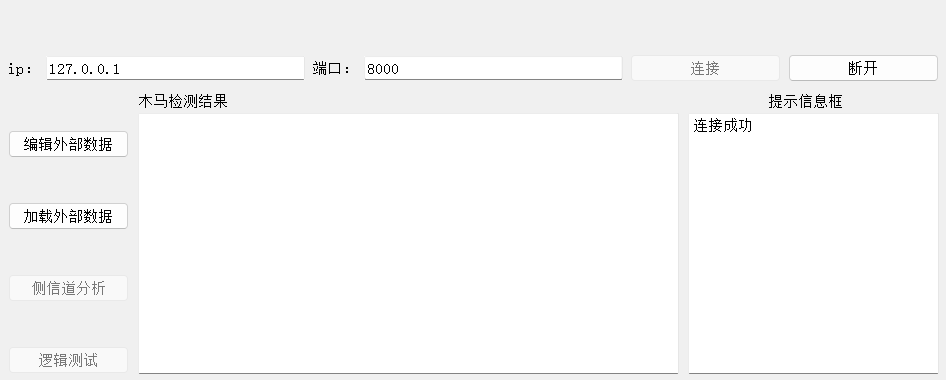 ip: 127.0.0.1 端口: 8000 连接 断开
木马检测结果 提示信息框
连接成功
编辑外部数据
加载外部数据
侧信道分析
逻辑测试